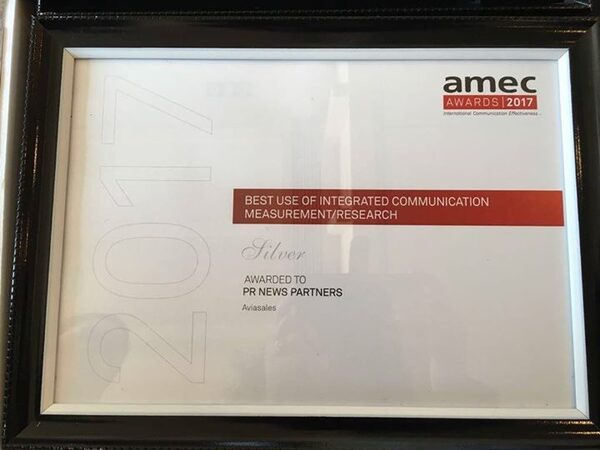 amec
AWARDS | 2017
International Communication Effectiveness...
2017
BEST USE OF INTEGRATED COMMUNICATION
MEASUREMENT/RESEARCH
Silver
AWARDED TO
PR NEWS PARTNERS
Aviasales